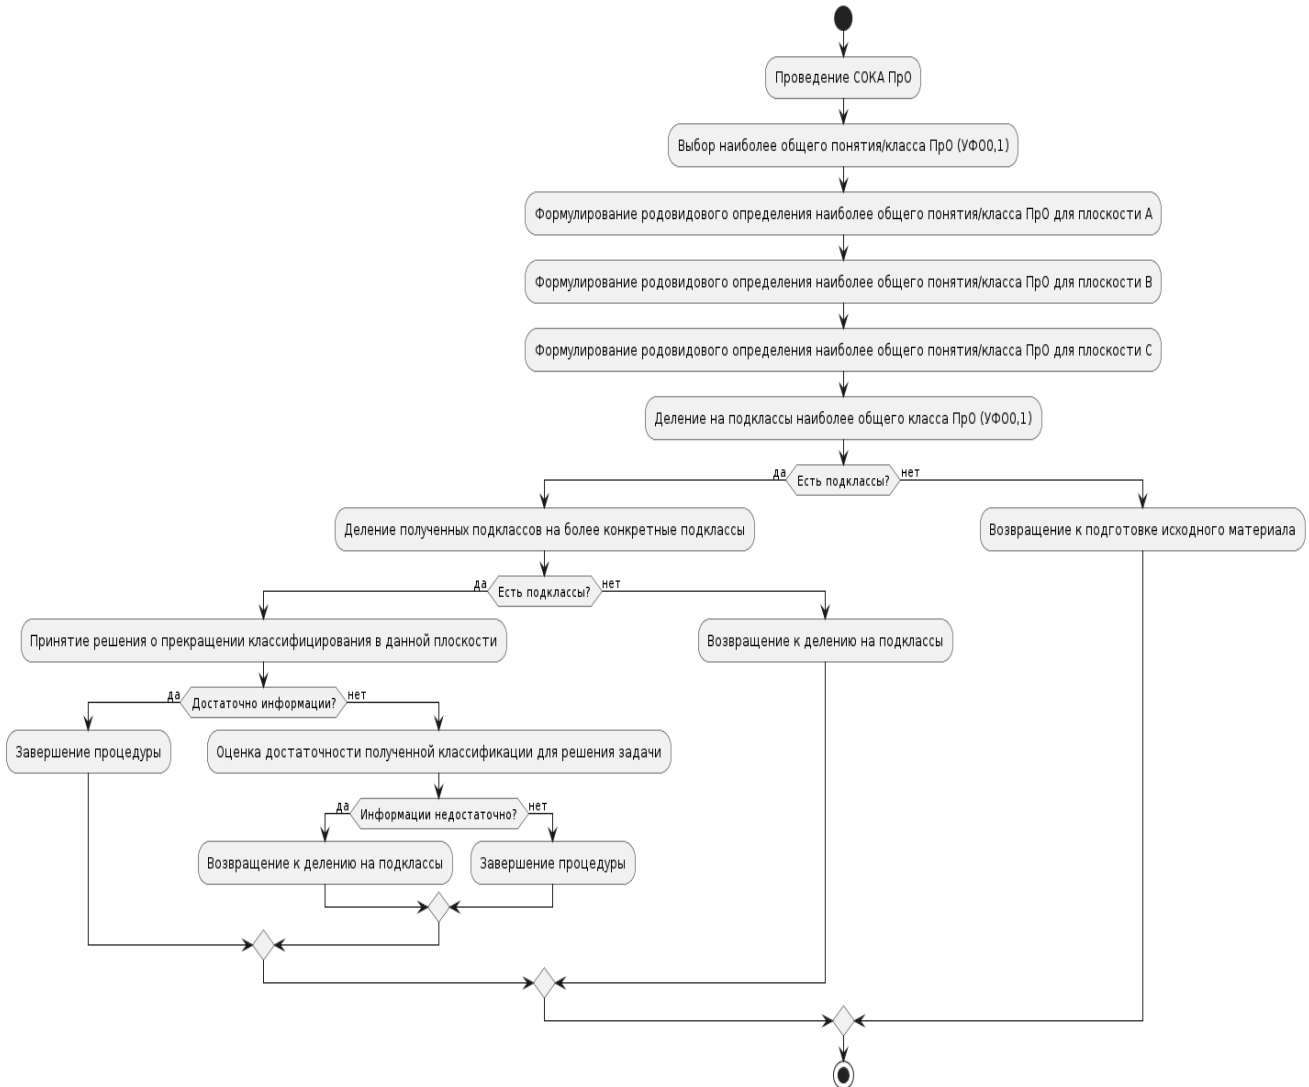 Проведение СОКА ПрО
Выбор наиболее общего понятия/класса ПрО (УФО0,1)
Формулирование родовидового определения наиболее общего понятия/класса ПрО для плоскости А
Формулирование родовидового определения наиболее общего понятия/класса ПрО для плоскости В
Формулирование родовидового определения наиболее общего понятия/класса ПрО для плоскости С
Деление на подклассы наиболее общего класса ПрО (УФО0,1)
да
Есть подклассы?
нет
Деление полученных подклассов на более конкретные подклассы
Возвращение к подготовке исходного материала
да
Есть подклассы?
нет
Принятие решения о прекращении классифицирования в данной плоскости
Возвращение к делению на подклассы
да
Достаточно информации?
нет
Завершение процедуры
Оценка достаточности полученной классификации для решения задачи
да
Информации недостаточно?
нет
Возвращение к делению на подклассы
Завершение процедуры